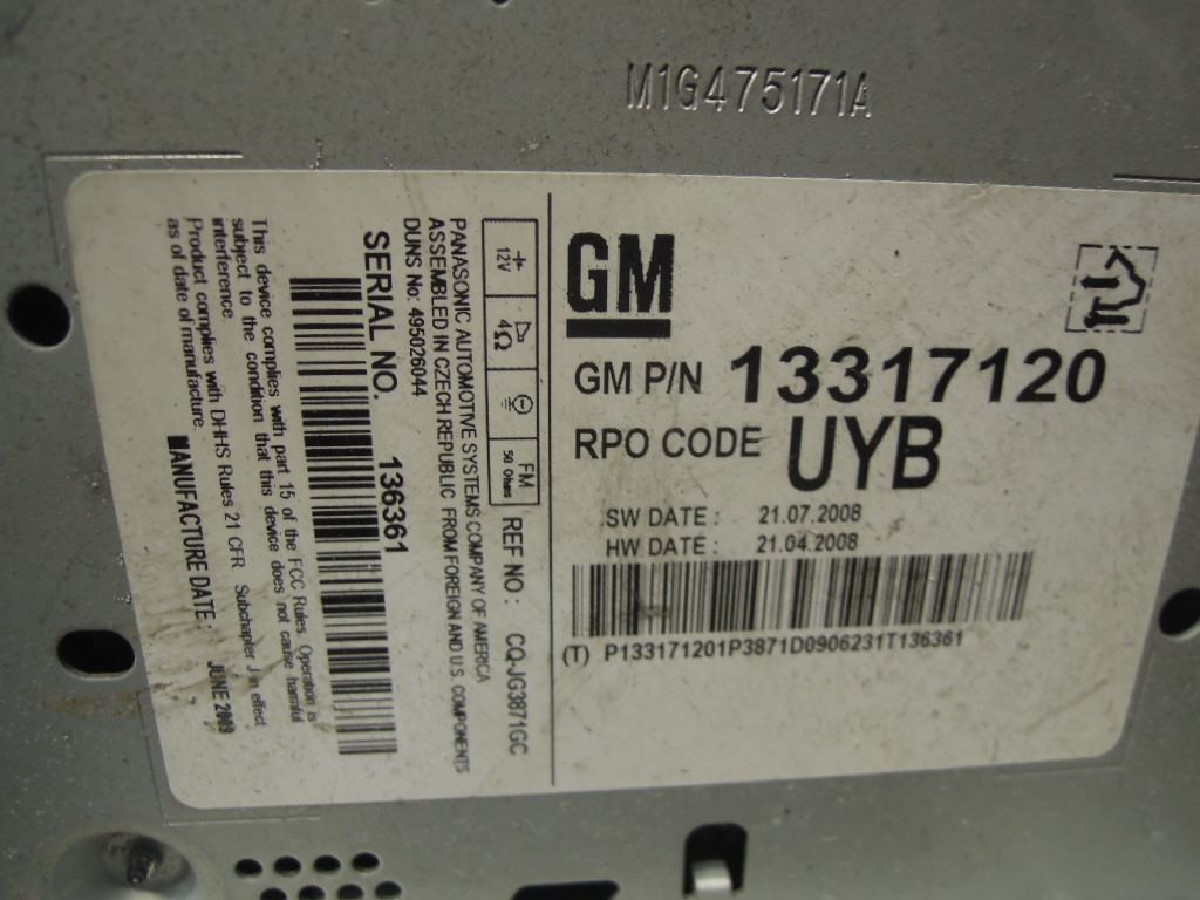 M1G475171A
GM
GM P/N 13317120
RPO CODE UYB
SW DATE : 21.07.2008
HW DATE : 21.04.2008
(T) P133171201P3871D0906231T136361
12V 4Ω FM 50 Ohms REF NO : CQ-JG3871GC
PANASONIC AUTOMOTIVE SYSTEMS COMPANY OF AMERICA
ASSEMBLED IN CZECH REPUBLIC FROM FOREIGN AND U.S. COMPONENTS
DUNS No: 495026044
SERIAL NO. 136361
This device complies with part 15 of the FCC Rules. Operation is
subject to the condition that this device does not cause harmful
interference.
Product complies with DHHS Rules 21 CFR Subchapter J in effect
as of date of manufacture.
MANUFACTURE DATE : JUNE 2009